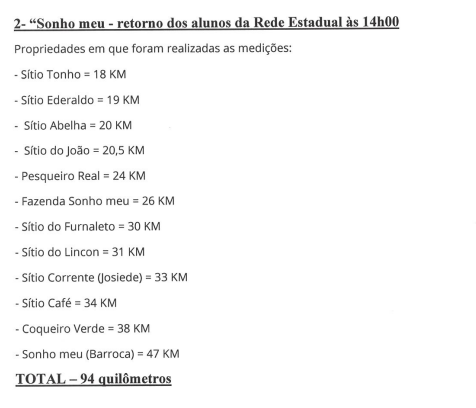 2- “Sonho meu - retorno dos alunos da Rede Estadual às 14h00
Propriedades em que foram realizadas as medições:
- Sítio Tonho = 18 KM
- Sítio Ederaldo = 19 KM
- Sítio Abelha = 20 KM
- Sítio do João = 20,5 KM
- Pesqueiro Real = 24 KM
- Fazenda Sonho meu = 26 KM
- Sítio do Furnaleto = 30 KM
- Sítio do Lincon = 31 KM
- Sítio Corrente (Josiede) = 33 KM
- Sítio Café = 34 KM
- Coqueiro Verde = 38 KM
- Sonho meu (Barroca) = 47 KM
TOTAL – 94 quilômetros